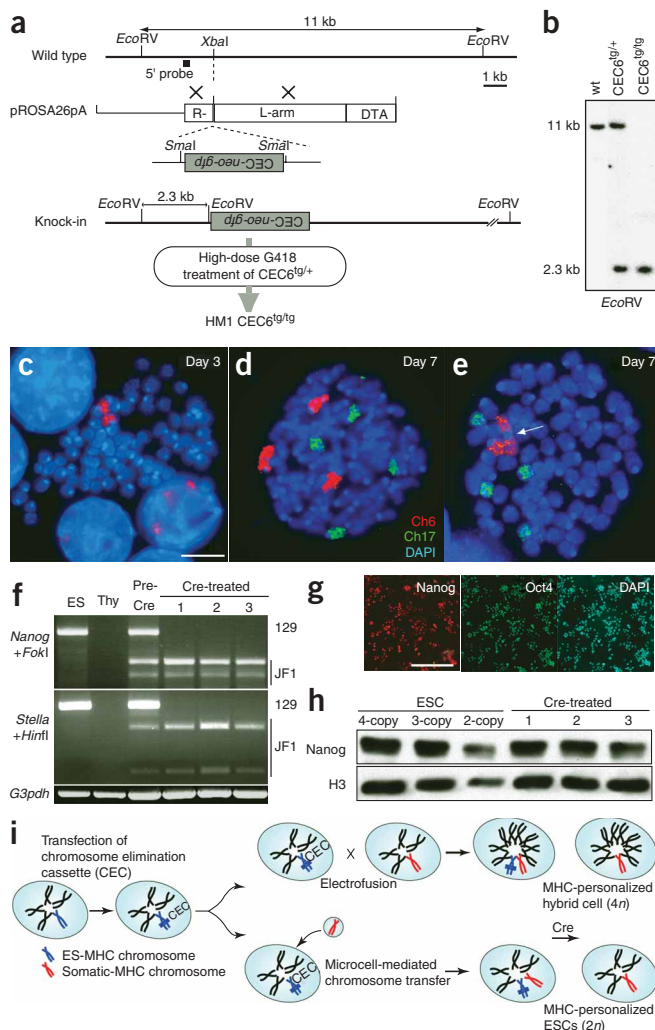 a
11 kb
EcoRV
XbaI
EcoRV
Wild type
5' probe
1 kb
pROSA26pA
R-
L-arm
DTA
SmaI
SmaI
CEC-neo-gfp
2.3 kb
EcoRV
EcoRV
EcoRV
Knock-in
CEC-neo-gfp
High-dose G418
treatment of CEC6tg/+
HM1 CEC6tg/tg
b
wt
CEC6tg/+
CEC6tg/tg
11 kb
2.3 kb
EcoRV
c
Day 3
d
Day 7
Ch6
Ch17
DAPI
e
Day 7
f
ES
Thy
Pre-
Cre
Cre-treated
1 2 3
Nanog
+FokI
129
JF1
Stella
+HinfI
129
JF1
G3pdh
g
Nanog
Oct4
DAPI
h
ESC
Cre-treated
4-copy 3-copy 2-copy 1 2 3
Nanog
H3
i
Transfection of
chromosome elimination
cassette (CEC)
CEC
ES-MHC chromosome
Somatic-MHC chromosome
CEC
X
Electrofusion
MHC-personalized
hybrid cell (4n)
CEC
Microcell-mediated
chromosome transfer
Cre
MHC-personalized
ESCs (2n)